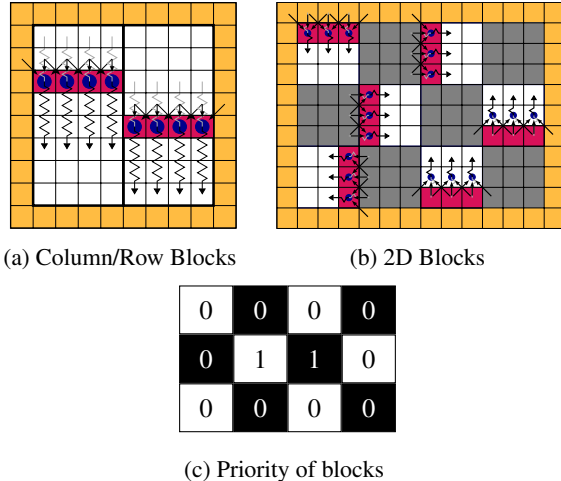 (a) Column/Row Blocks
(b) 2D Blocks
0 0 0 0
0 1 1 0
0 0 0 0
(c) Priority of blocks